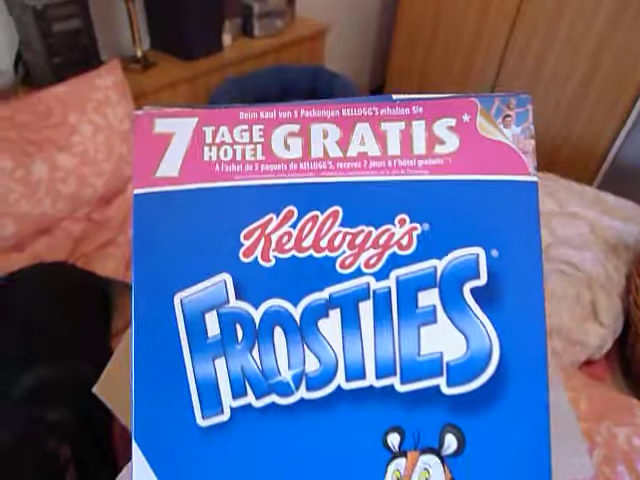 Beim Kauf von 5 Packungen KELLOGG'S erhalten Sie
7 TAGE HOTEL GRATIS*
À l'achat de 5 paquets de KELLOGG'S, recevez 7 jours à l'hôtel gratuits
Kellogg's
FROSTIES